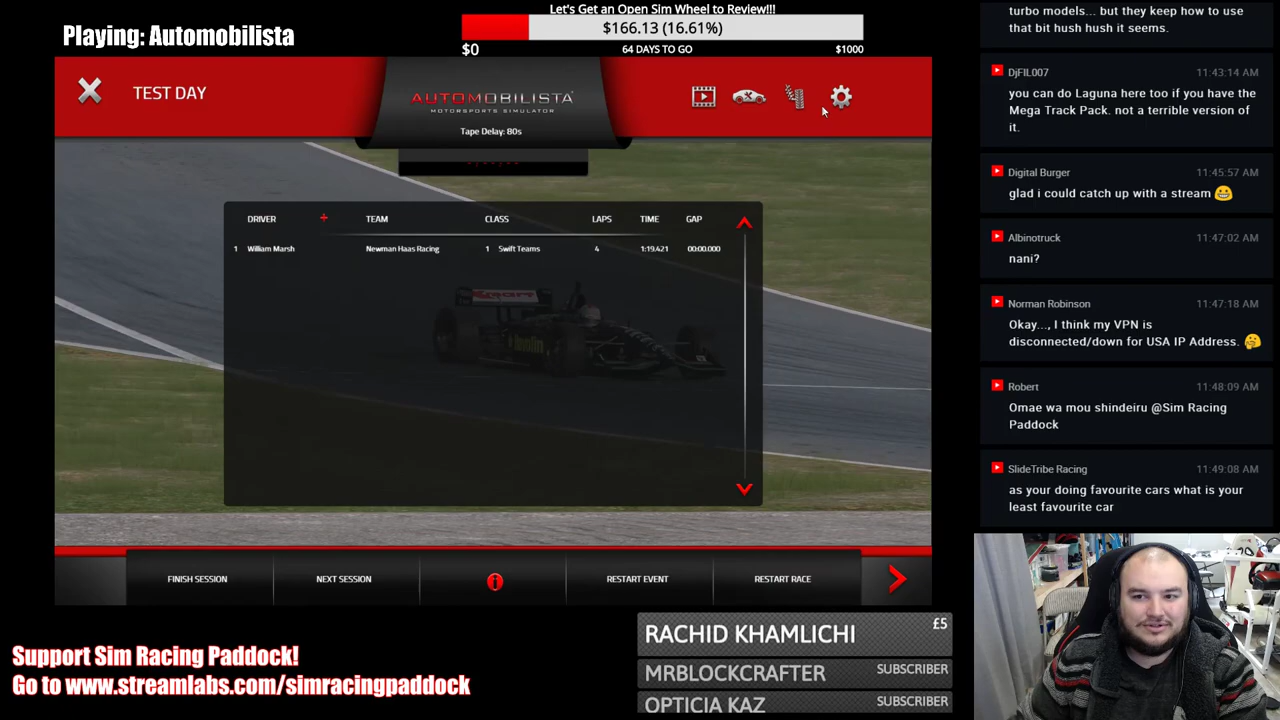 Playing: Automobilista
Let's Get an Open Sim Wheel to Review!!!
$166.13 (16.61%)
$0
64 DAYS TO GO
$1000
TEST DAY
AUTOMOBILISTA
MOTORSPORTS SIMULATOR
Tape Delay: 80s
DRIVER + TEAM CLASS LAPS TIME GAP
1 William Marsh Newman Haas Racing 1 Swift Teams 4 1:19.421 00:00.000
FINISH SESSION
NEXT SESSION
RESTART EVENT
RESTART RACE
Support Sim Racing Paddock!
Go to www.streamlabs.com/simracingpaddock
RACHID KHAMLICHI £5
MRBLOCKCRAFTER SUBSCRIBER
OPTICIA KAZ SUBSCRIBER
turbo models... but they keep how to use
that bit hush hush it seems.
DjFIL007 11:43:14 AM
you can do Laguna here too if you have the
Mega Track Pack. not a terrible version of
it.
Digital Burger 11:45:57 AM
glad i could catch up with a stream 😬
Albinotruck 11:47:02 AM
nani?
Norman Robinson 11:47:18 AM
Okay..., I think my VPN is
disconnected/down for USA IP Address. 🤔
Robert 11:48:09 AM
Omae wa mou shindeiru @Sim Racing
Paddock
SlideTribe Racing 11:49:08 AM
as your doing favourite cars what is your
least favourite car